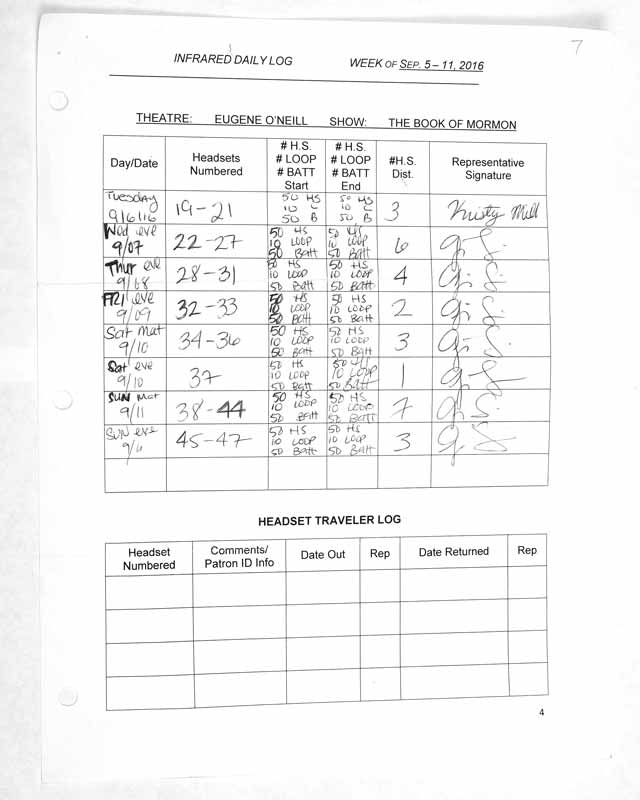 7
INFRARED DAILY LOG WEEK OF SEP. 5 – 11, 2016
THEATRE: EUGENE O'NEILL SHOW: THE BOOK OF MORMON
Day/Date
Headsets
Numbered
# H.S.
# LOOP
# BATT
Start
# H.S.
# LOOP
# BATT
End
#H.S.
Dist.
Representative
Signature
Tuesday
9/6/16
19-21
50 HS
10 L
50 B
50 HS
10 L
50 B
3
Kristy Mill
Wed eve
9/07
22-27
50 HS
10 LOOP
50 Batt
50 HS
10 LOOP
50 Batt
6
Thur eve
9/08
28-31
50 HS
10 LOOP
50 Batt
50 HS
10 LOOP
50 Batt
4
FRI eve
9/09
32-33
50 HS
10 LOOP
50 Batt
50 HS
10 LOOP
50 Batt
2
Sat Mat
9/10
34-36
50 HS
10 LOOP
50 Batt
50 HS
10 LOOP
50 Batt
3
Sat eve
9/10
37
50 HS
10 LOOP
50 Batt
50 HS
10 LOOP
50 Batt
1
SUN Mat
9/11
38-44
50 HS
10 LOOP
50 Batt
50 HS
10 LOOP
50 Batt
7
SUN eve
9/11
45-47
50 HS
10 LOOP
50 Batt
50 HS
10 LOOP
50 Batt
3
HEADSET TRAVELER LOG
Headset
Numbered
Comments/
Patron ID Info
Date Out
Rep
Date Returned
Rep
4